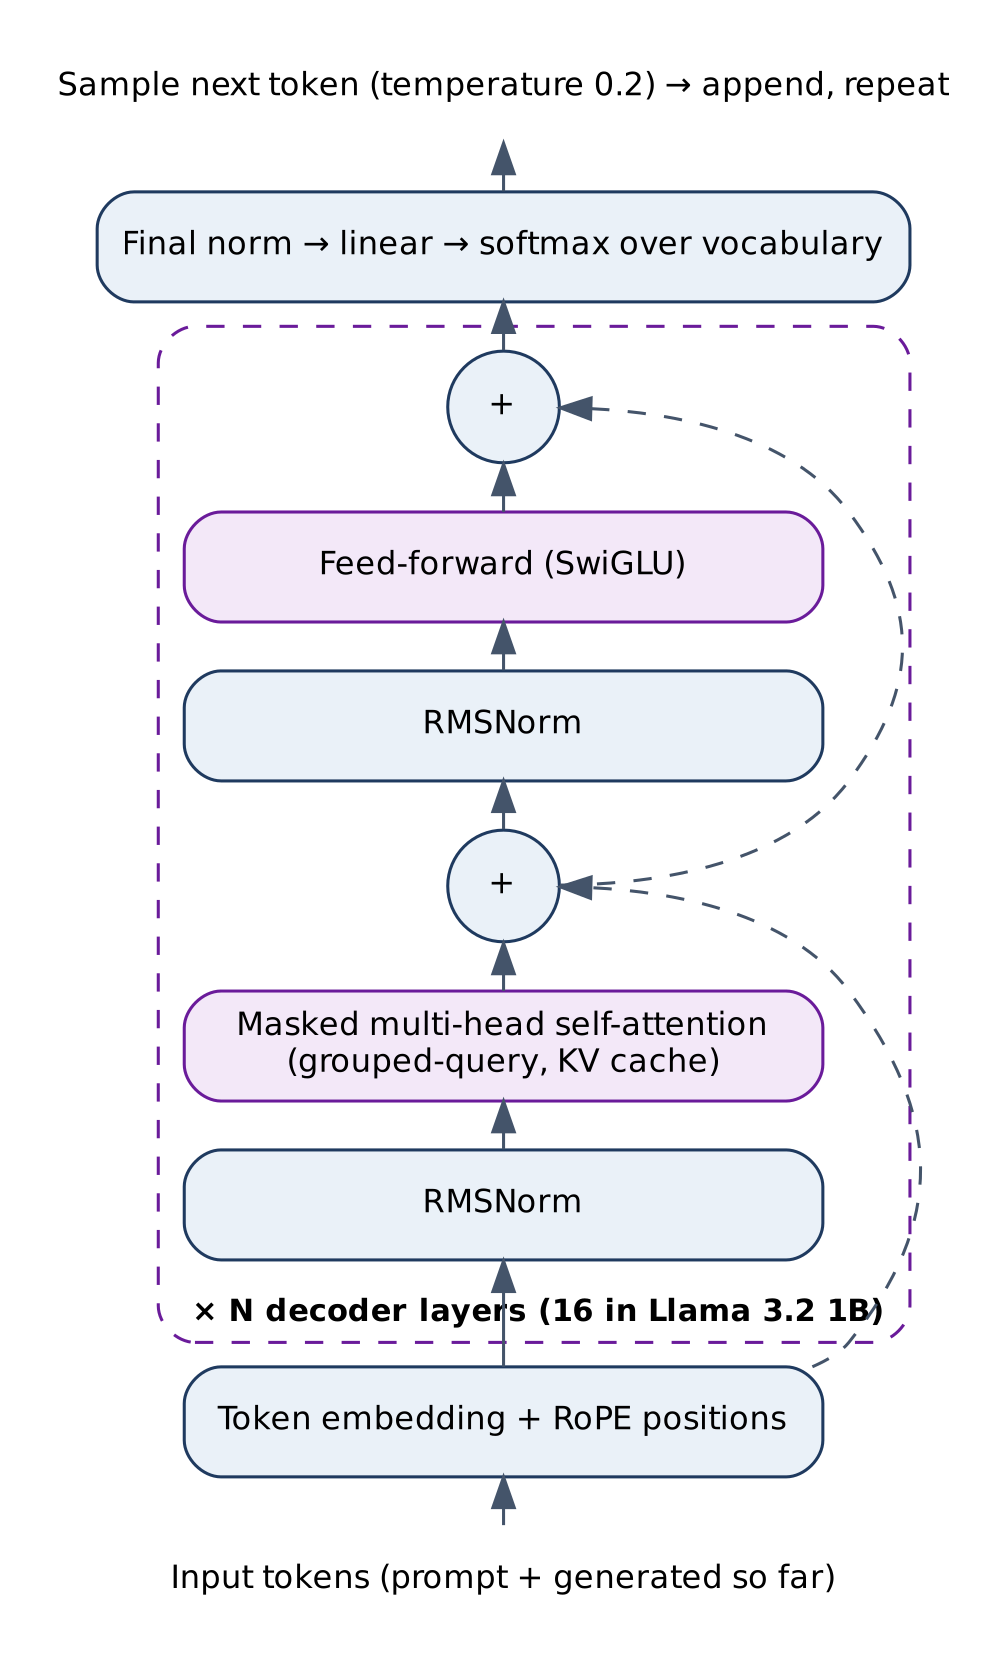 Sample next token (temperature 0.2) → append, repeat
Final norm → linear → softmax over vocabulary
+
Feed-forward (SwiGLU)
RMSNorm
+
Masked multi-head self-attention
(grouped-query, KV cache)
RMSNorm
× N decoder layers (16 in Llama 3.2 1B)
Token embedding + RoPE positions
Input tokens (prompt + generated so far)